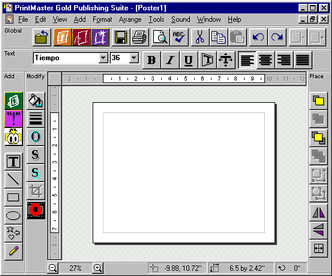 PrintMaster Gold Publishing Suite - [Poster1]
File Edit View Add Format Arrange Tools Sound Window Help
Global
Text
Tiempo 36 B I U
Add Modify Place
T O
S
S
27% -9.88, 10.72" 6.5 by 2.42" 0°